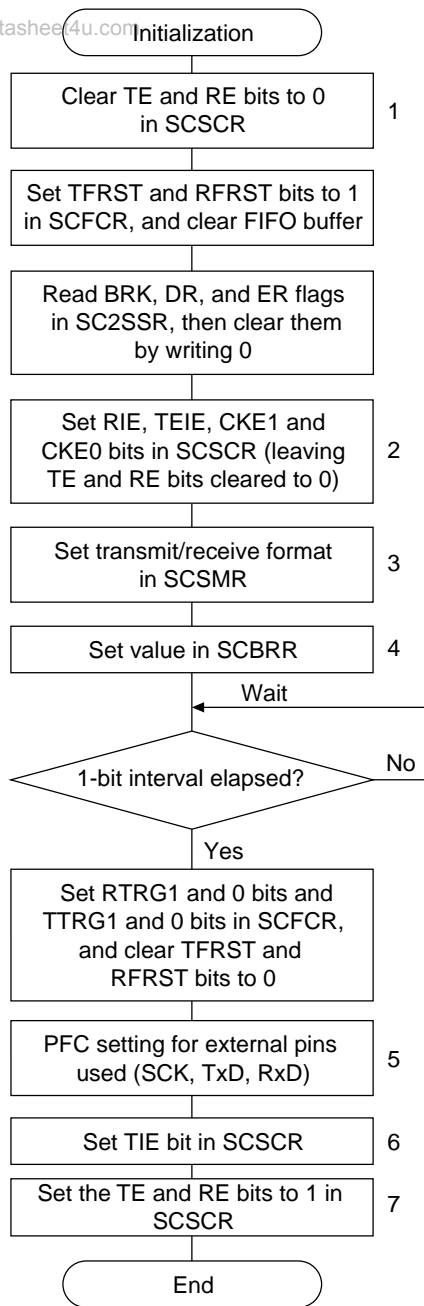 tasheet4u.com
Initialization
Clear TE and RE bits to 0
in SCSCR
1
Set TFRST and RFRST bits to 1
in SCFCR, and clear FIFO buffer
Read BRK, DR, and ER flags
in SC2SSR, then clear them
by writing 0
Set RIE, TEIE, CKE1 and
CKE0 bits in SCSCR (leaving
TE and RE bits cleared to 0)
2
Set transmit/receive format
in SCSMR
3
Set value in SCBRR
4
Wait
1-bit interval elapsed?
No
Yes
Set RTRG1 and 0 bits and
TTRG1 and 0 bits in SCFCR,
and clear TFRST and
RFRST bits to 0
PFC setting for external pins
used (SCK, TxD, RxD)
5
Set TIE bit in SCSCR
6
Set the TE and RE bits to 1 in
SCSCR
7
End